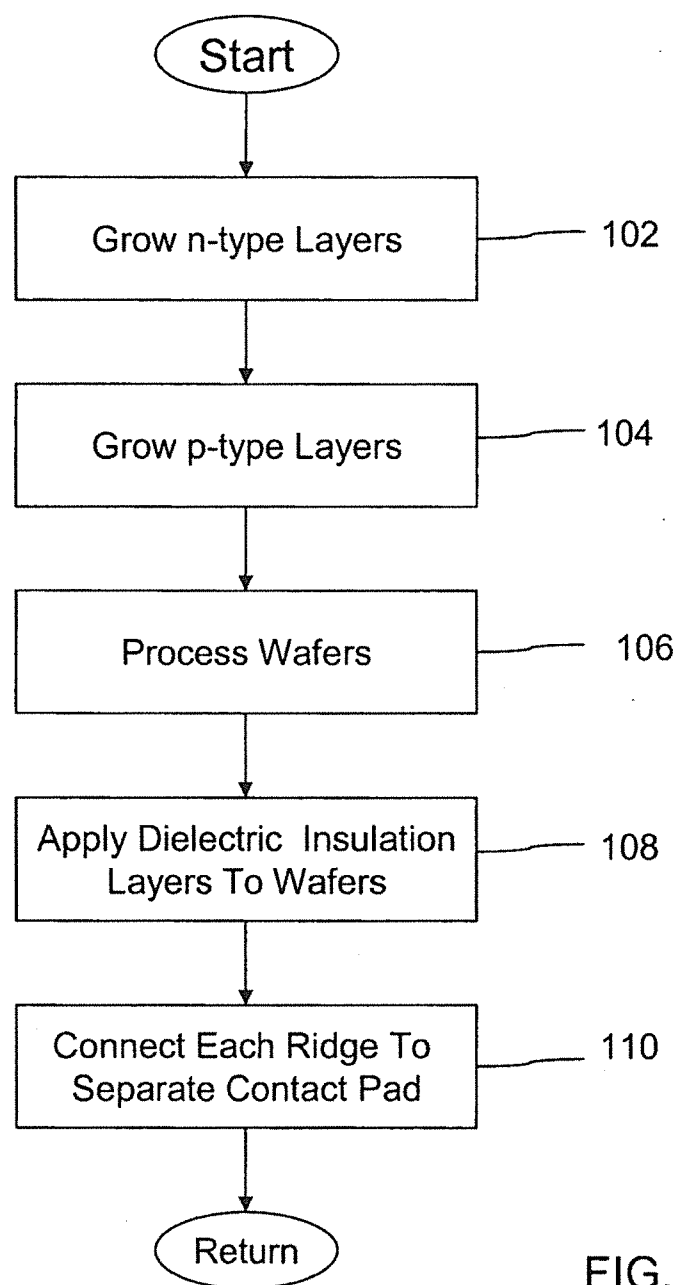 Start
Grow n-type Layers
102
Grow p-type Layers
104
Process Wafers
106
Apply Dielectric Insulation
Layers To Wafers
108
Connect Each Ridge To
Separate Contact Pad
110
Return
FIG.